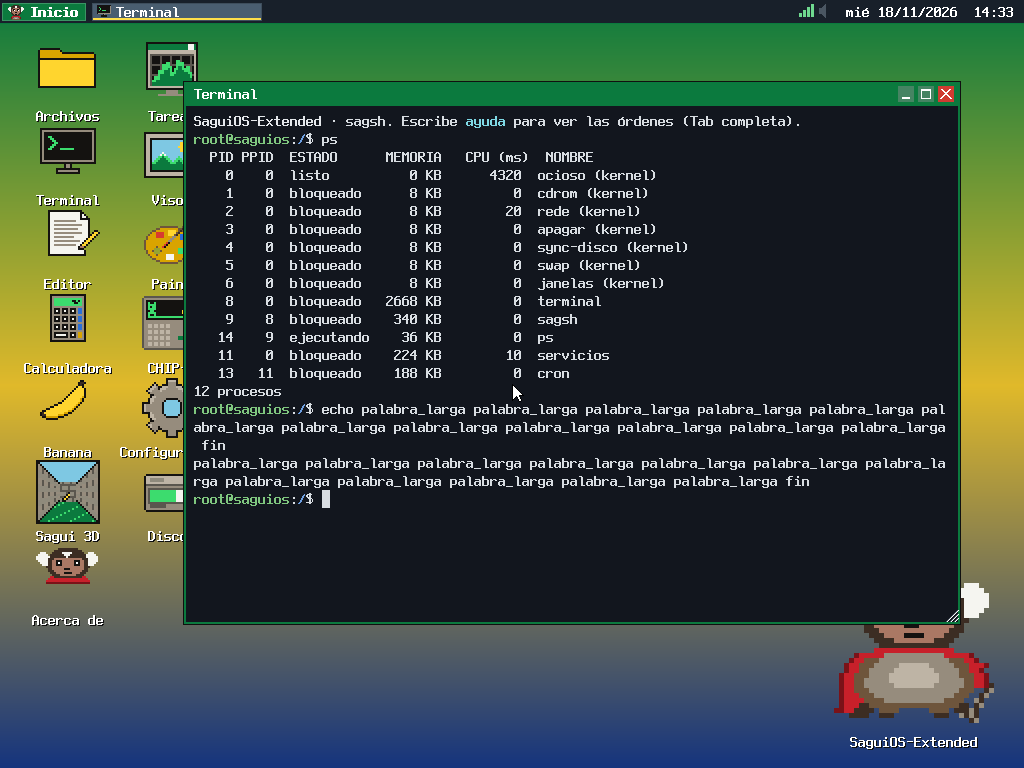 Inicio
Terminal
mié 18/11/2026 14:33
Archivos
Terminal
Editor
Calculadora
Banana
Sagui 3D
Acerca de
Terminal
SaguiOS-Extended · sagsh. Escribe ayuda para ver las órdenes (Tab completa).
root@saguios:/$ ps
PID PPID ESTADO MEMORIA CPU (ms) NOMBRE
0 0 listo 0 KB 4320 ocioso (kernel)
1 0 bloqueado 8 KB 0 cdrom (kernel)
2 0 bloqueado 8 KB 20 rede (kernel)
3 0 bloqueado 8 KB 0 apagar (kernel)
4 0 bloqueado 8 KB 0 sync-disco (kernel)
5 0 bloqueado 8 KB 0 swap (kernel)
6 0 bloqueado 8 KB 0 janelas (kernel)
8 0 bloqueado 2668 KB 0 terminal
9 8 bloqueado 340 KB 0 sagsh
14 9 ejecutando 36 KB 0 ps
11 0 bloqueado 224 KB 10 servicios
13 11 bloqueado 188 KB 0 cron
12 procesos
root@saguios:/$ echo palabra_larga palabra_larga palabra_larga palabra_larga palabra_larga pal
abra_larga palabra_larga palabra_larga palabra_larga palabra_larga palabra_larga palabra_larga
fin
palabra_larga palabra_larga palabra_larga palabra_larga palabra_larga palabra_larga palabra_la
rga palabra_larga palabra_larga palabra_larga palabra_larga palabra_larga fin
root@saguios:/$
SaguiOS-Extended